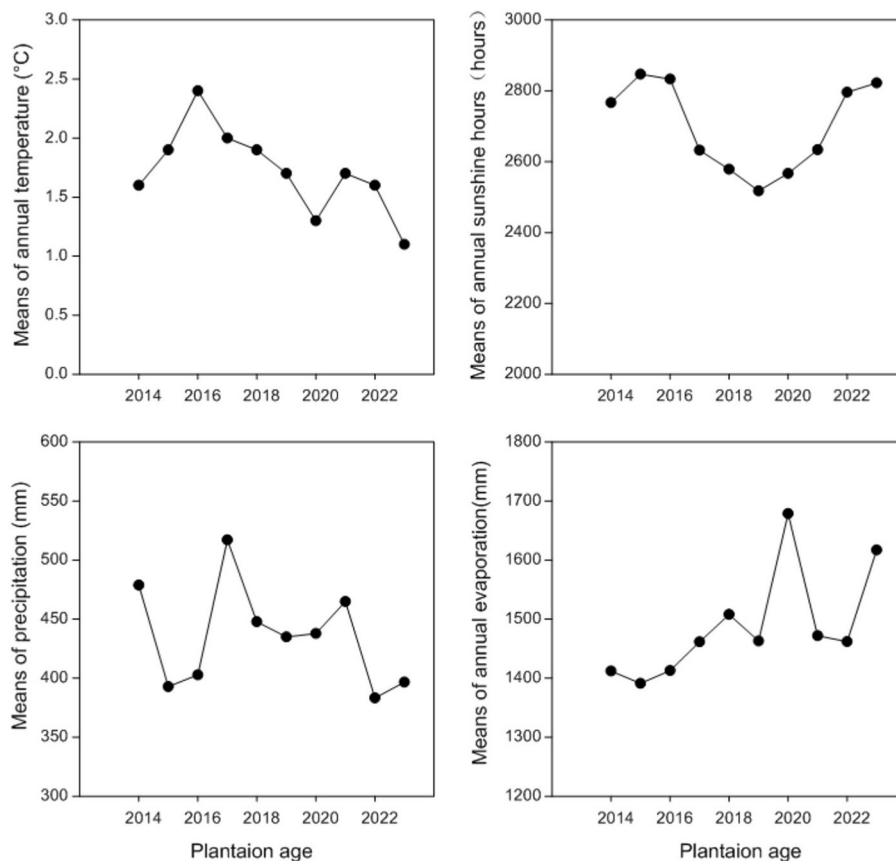 Means of annual temperature (°C)
3.0
2.5
2.0
1.5
1.0
0.5
0.0
2014 2016 2018 2020 2022
Means of annual sunshine hours（hours）
3000
2800
2600
2400
2200
2000
2014 2016 2018 2020 2022
Means of precipitation (mm)
600
550
500
450
400
350
300
2014 2016 2018 2020 2022
Plantaion age
Means of annual evaporation(mm)
1800
1700
1600
1500
1400
1300
1200
2014 2016 2018 2020 2022
Plantaion age